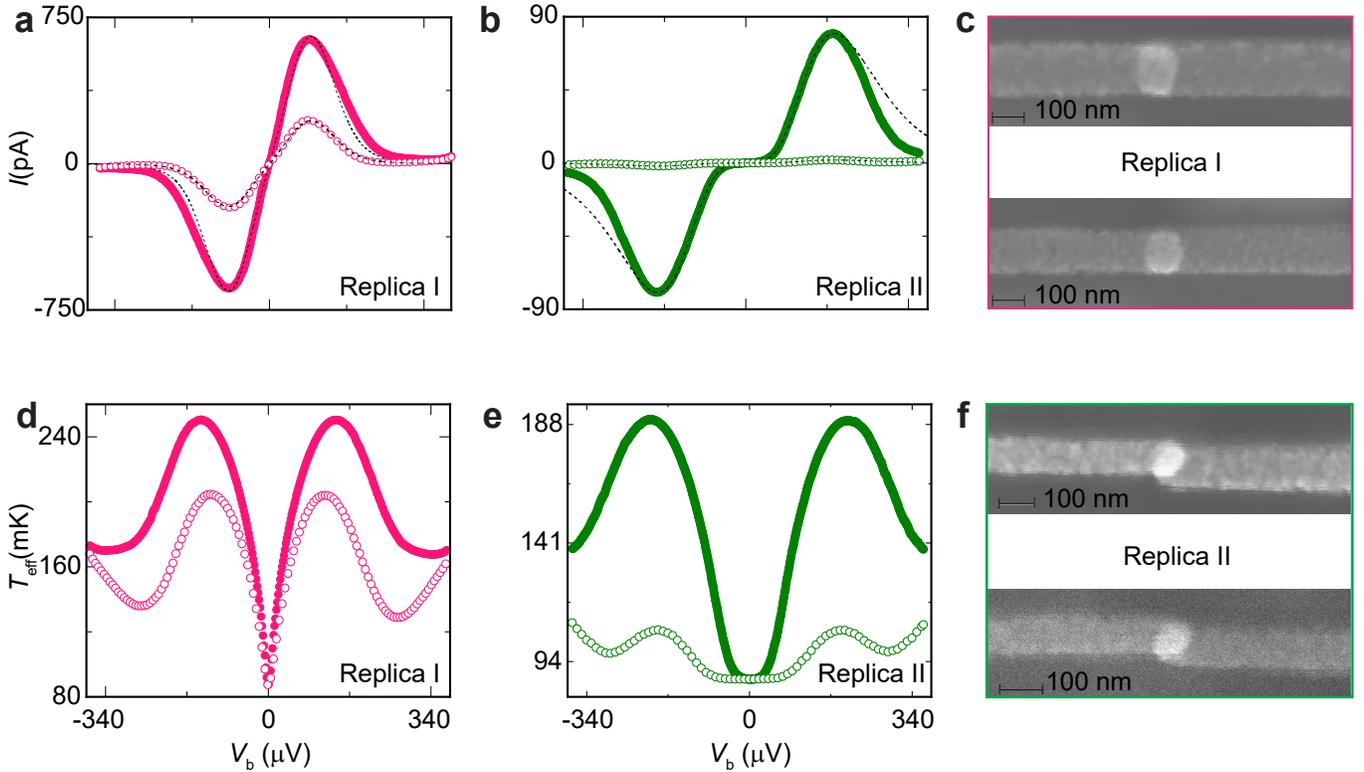 a
750
0
-750
I(pA)
Replica I
b
90
0
-90
Replica II
c
100 nm
Replica I
100 nm
d
240
160
80
T_eff(mK)
Replica I
-340
0
340
V_b (μV)
e
188
141
94
Replica II
-340
0
340
V_b (μV)
f
100 nm
Replica II
100 nm